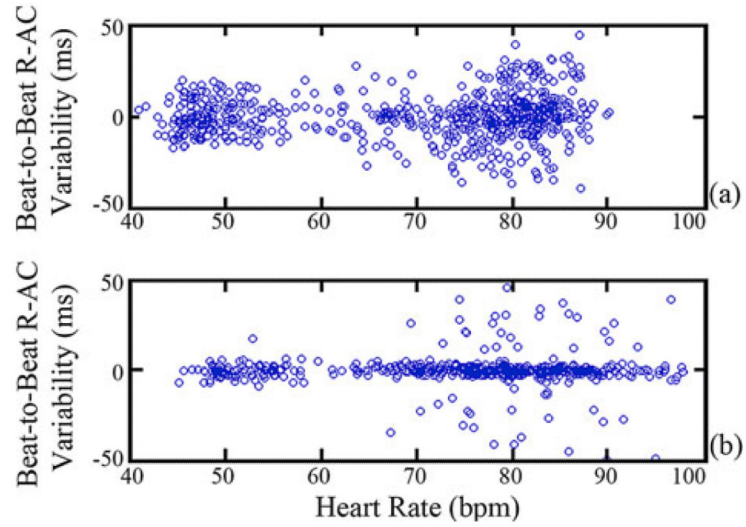 Beat-to-Beat R-AC
Variability (ms)
50
0
-50
40 50 60 70 80 90 100
(a)
Beat-to-Beat R-AC
Variability (ms)
50
0
-50
40 50 60 70 80 90 100
(b)
Heart Rate (bpm)